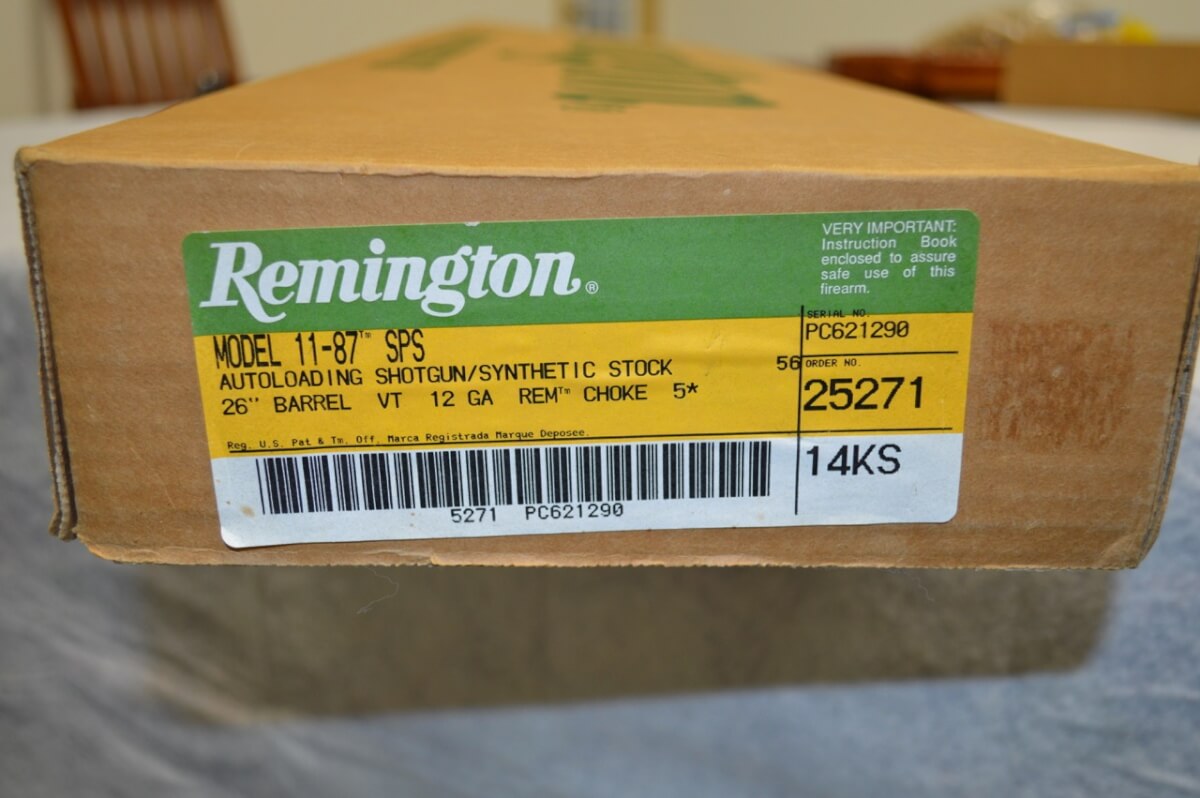 Remington®
VERY IMPORTANT:
Instruction Book
enclosed to assure
safe use of this
firearm.
MODEL 11-87™ SPS
AUTOLOADING SHOTGUN/SYNTHETIC STOCK 56
26" BARREL VT 12 GA REM™ CHOKE 5*
Reg. U.S. Pat & Tm. Off. Marca Registrada Marque Deposee.
SERIAL NO.
PC621290
ORDER NO.
25271
14KS
5271 PC621290